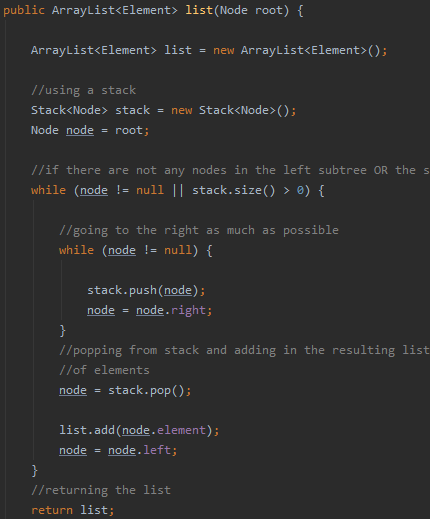 public ArrayList<Element> list(Node root) {
ArrayList<Element> list = new ArrayList<Element>();
//using a stack
Stack<Node> stack = new Stack<Node>();
Node node = root;
//if there are not any nodes in the left subtree OR the s
while (node != null || stack.size() > 0) {
//going to the right as much as possible
while (node != null) {
stack.push(node);
node = node.right;
}
//popping from stack and adding in the resulting list
//of elements
node = stack.pop();
list.add(node.element);
node = node.left;
}
//returning the list
return list;